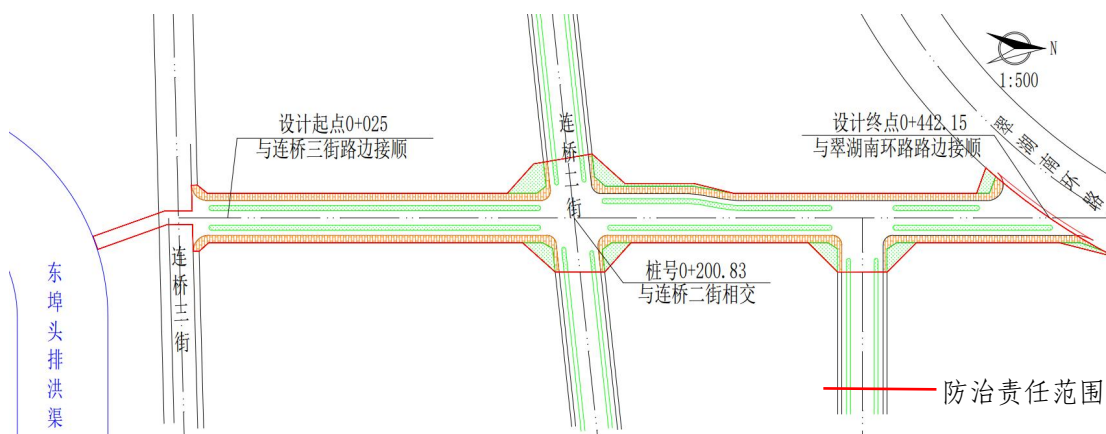 N
1:500
设计起点0+025
与连桥三街路边接顺
连桥二街
设计终点0+442.15
与翠湖南环路路边接顺
翠湖南环路
桩号0+200.83
与连桥二街相交
连桥三街
东埠头排洪渠
防治责任范围